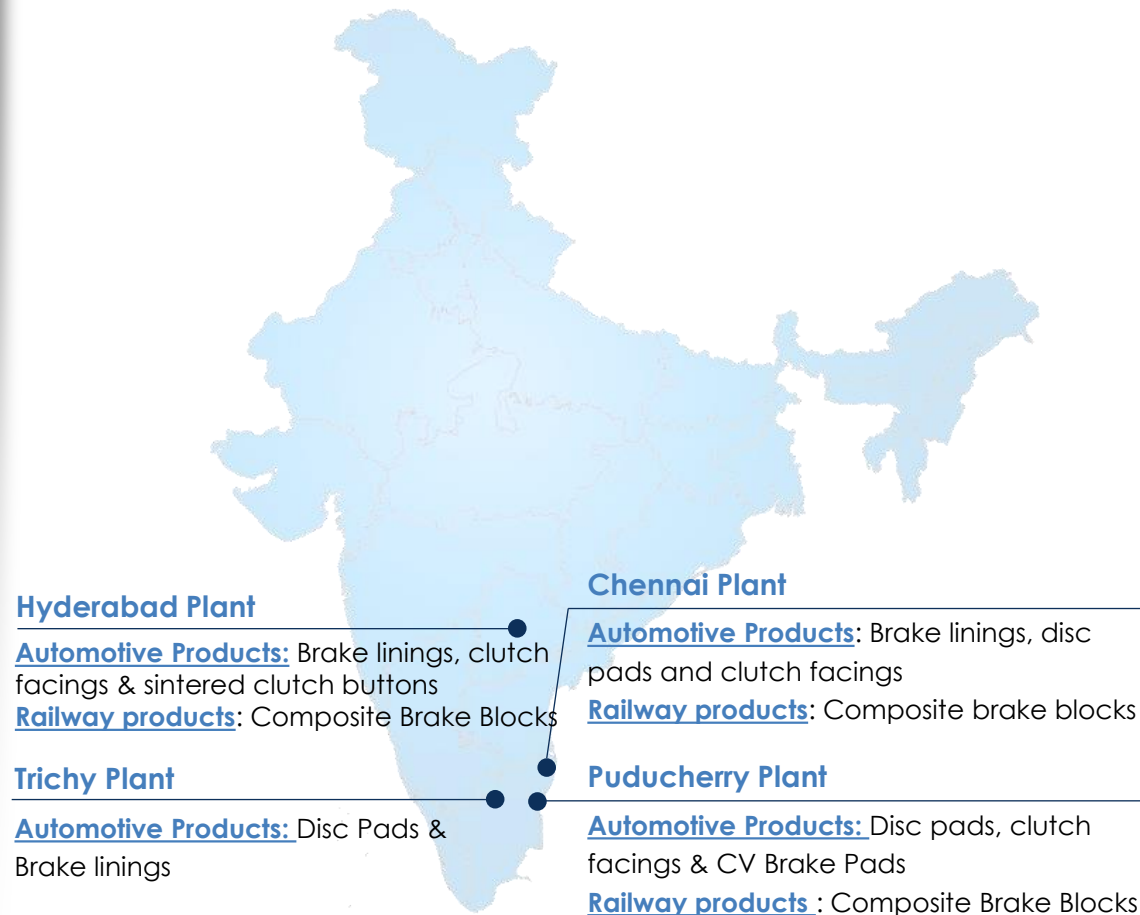 Hyderabad Plant
Automotive Products: Brake linings, clutch
facings & sintered clutch buttons
Railway products: Composite Brake Blocks
Chennai Plant
Automotive Products: Brake linings, disc
pads and clutch facings
Railway products: Composite brake blocks
Trichy Plant
Automotive Products: Disc Pads &
Brake linings
Puducherry Plant
Automotive Products: Disc pads, clutch
facings & CV Brake Pads
Railway products : Composite Brake Blocks